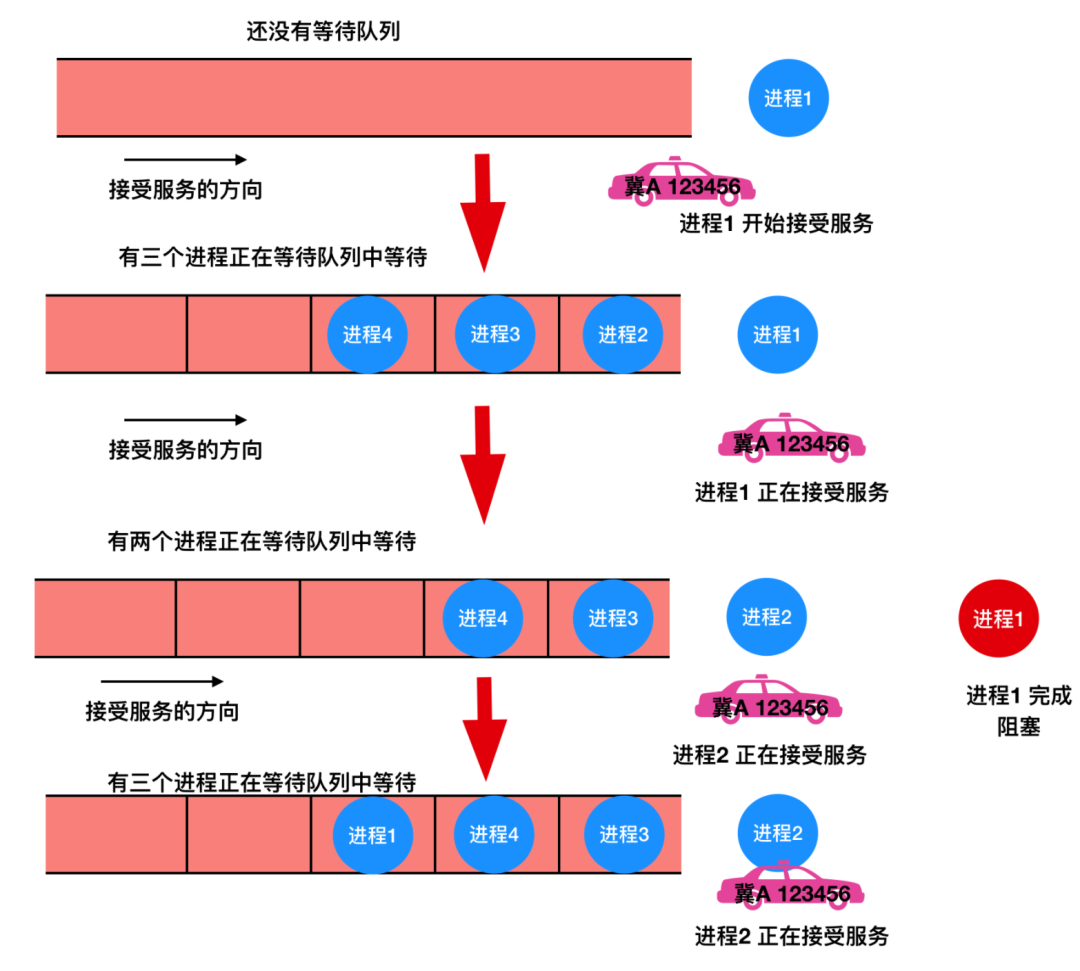 还没有等待队列
进程1
接受服务的方向
冀A 123456
进程1 开始接受服务
有三个进程正在等待队列中等待
进程4 进程3 进程2 进程1
接受服务的方向
冀A 123456
进程1 正在接受服务
有两个进程正在等待队列中等待
进程4 进程3 进程2 进程1
接受服务的方向
冀A 123456
进程1 完成
阻塞
进程2 正在接受服务
有三个进程正在等待队列中等待
进程1 进程4 进程3 进程2
冀A 123456
进程2 正在接受服务